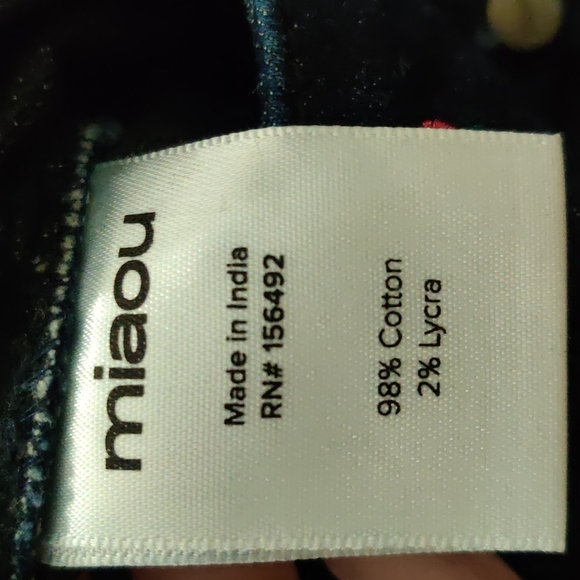 miaou
Made in India
RN# 156492
98% Cotton
2% Lycra